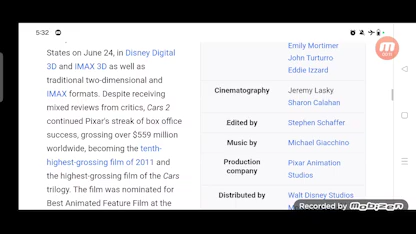 5:32
States on June 24, in Disney Digital
3D and IMAX 3D as well as
traditional two-dimensional and
IMAX formats. Despite receiving
mixed reviews from critics, Cars 2
continued Pixar's streak of box office
success, grossing over $559 million
worldwide, becoming the tenth-
highest-grossing film of 2011 and
the highest-grossing film of the Cars
trilogy. The film was nominated for
Best Animated Feature Film at the
Emily Mortimer
John Turturro
Eddie Izzard
Cinematography Jeremy Lasky
Sharon Calahan
Edited by Stephen Schaffer
Music by Michael Giacchino
Production Pixar Animation
company Studios
Distributed by Walt Disney Studios
Recorded by Mobizen